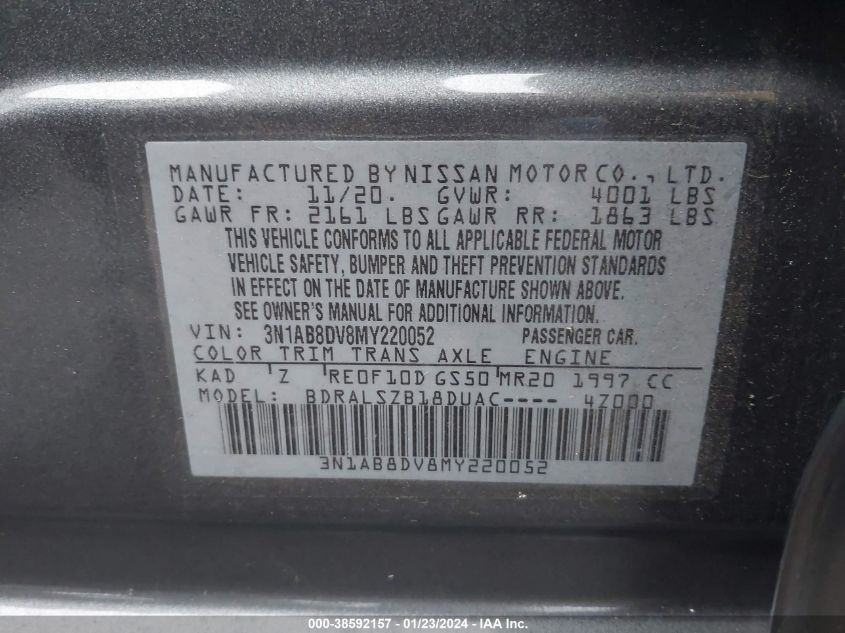 MANUFACTURED BY NISSAN MOTOR CO., LTD.
DATE: 11/20. GVWR: 4001 LBS
GAWR FR: 2161 LBS GAWR RR: 1863 LBS
THIS VEHICLE CONFORMS TO ALL APPLICABLE FEDERAL MOTOR
VEHICLE SAFETY, BUMPER AND THEFT PREVENTION STANDARDS
IN EFFECT ON THE DATE OF MANUFACTURE SHOWN ABOVE.
SEE OWNER'S MANUAL FOR ADDITIONAL INFORMATION.
VIN: 3N1AB8DV8MY220052 PASSENGER CAR.
COLOR TRIM TRANS AXLE ENGINE
KAD Z RE0F10D GS50 MR20 1997 CC
MODEL: BDRALSZB18DUAC---- 4Z000
3N1AB8DV8MY220052
000-38592157 - 01/23/2024 - IAA Inc.